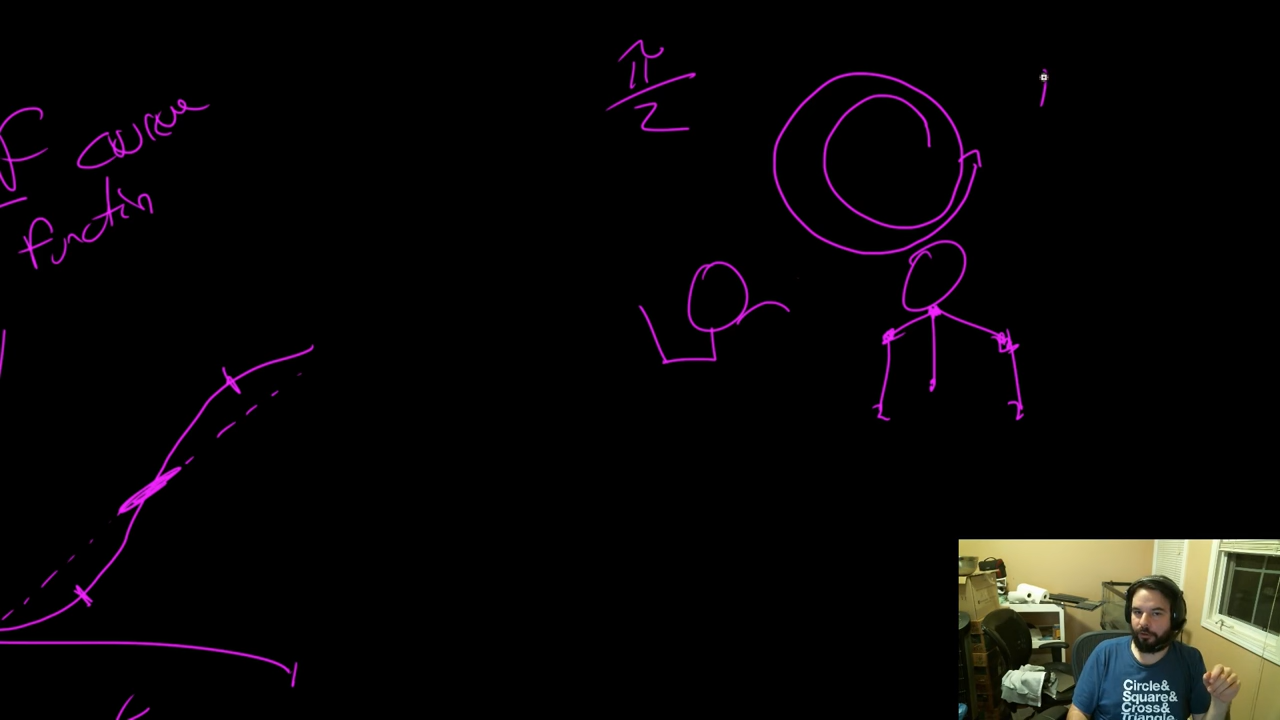 F curve
function
π/2
Circle&
Square&
Cross&
Triangle